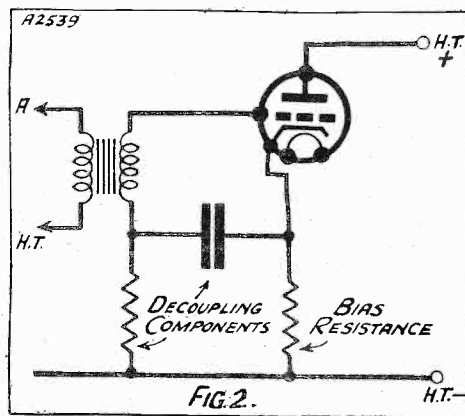 A2539
H.T.
+
A
H.T.
DECOUPLING
COMPONENTS
BIAS
RESISTANCE
H.T.-
FIG. 2.